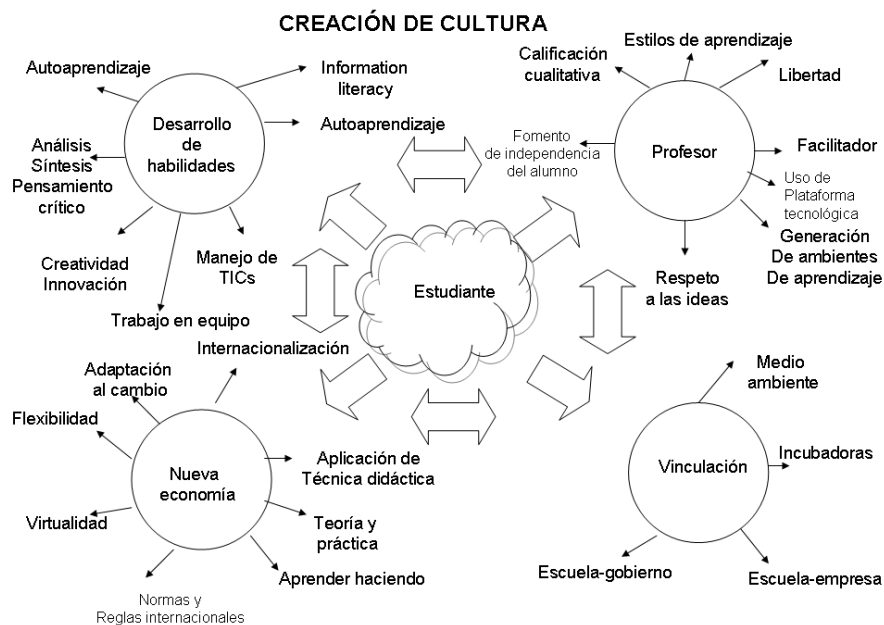 CREACIÓN DE CULTURA
Autoaprendizaje
Information
literacy
Desarrollo
de
habilidades
Autoaprendizaje
Análisis
Síntesis
Pensamiento
crítico
Creatividad
Innovación
Manejo de
TICs
Trabajo en equipo
Estilos de aprendizaje
Calificación
cualitativa
Libertad
Fomento
de independencia
del alumno
Profesor
Facilitador
Uso de
Plataforma
tecnológica
Generación
De ambientes
De aprendizaje
Respeto
a las ideas
Estudiante
Internacionalización
Adaptación
al cambio
Flexibilidad
Nueva
economía
Aplicación de
Técnica didáctica
Virtualidad
Teoría y
práctica
Aprender haciendo
Normas y
Reglas internacionales
Medio
ambiente
Vinculación
Incubadoras
Escuela-gobierno
Escuela-empresa